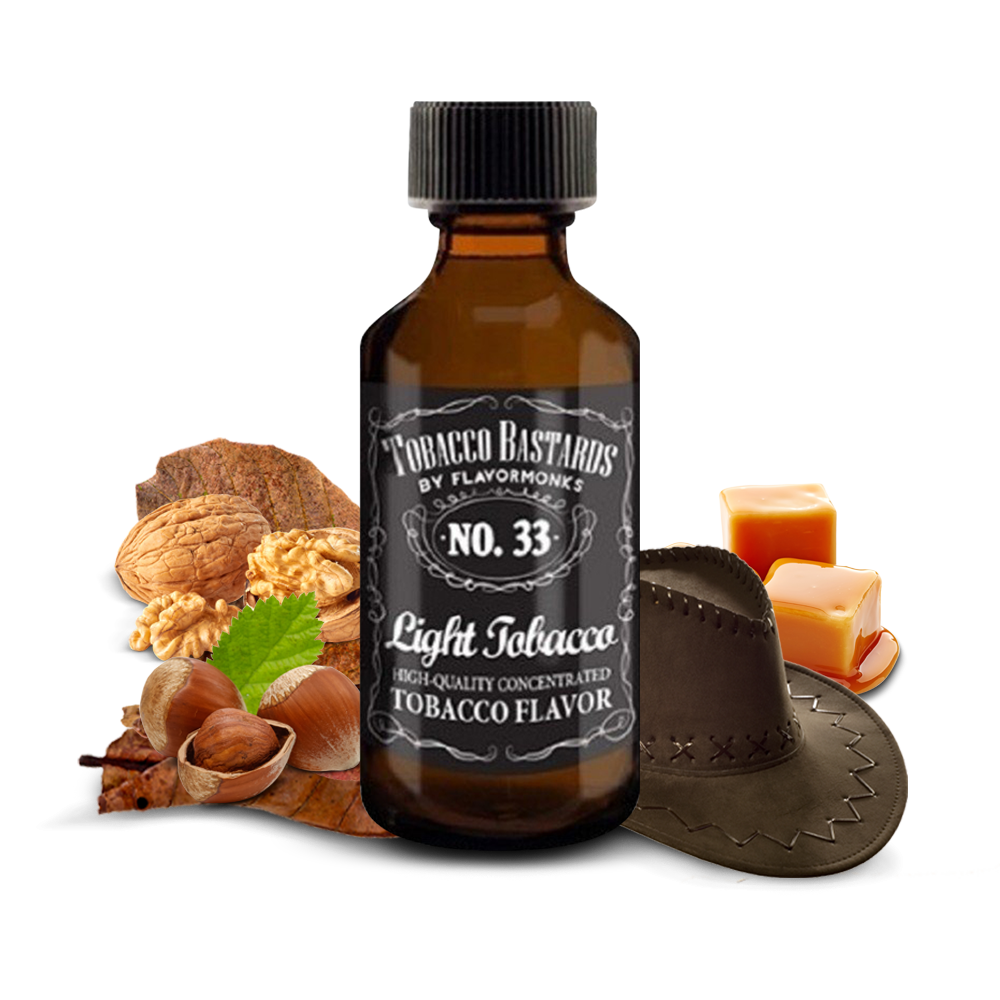 TOBACCO BASTARDS
BY FLAVORMONKS
·NO. 33·
Light Tobacco
HIGH-QUALITY CONCENTRATED
TOBACCO FLAVOR